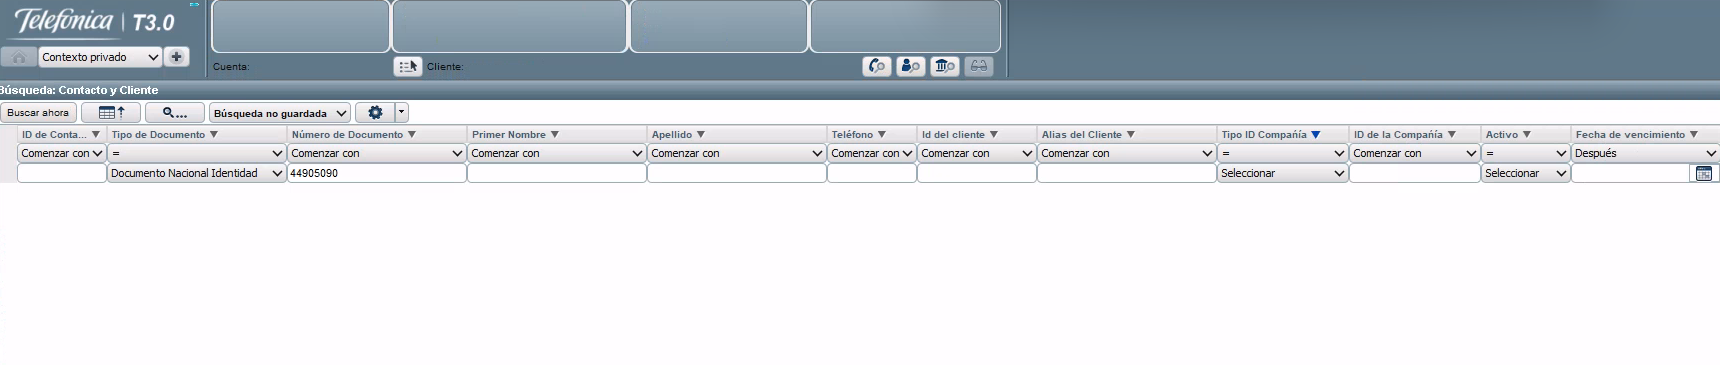 Telefónica | T3.0
Contexto privado
Cuenta: Cliente:
Búsqueda: Contacto y Cliente
Buscar ahora ... Búsqueda no guardada
ID de Conta... Tipo de Documento Número de Documento Primer Nombre Apellido Teléfono Id del cliente Alias del Cliente Tipo ID Compañía ID de la Compañía Activo Fecha de vencimiento
Comenzar con = Comenzar con Comenzar con Comenzar con Comenzar con Comenzar con Comenzar con = Comenzar con = Después
Documento Nacional Identidad 44905090 Seleccionar Seleccionar